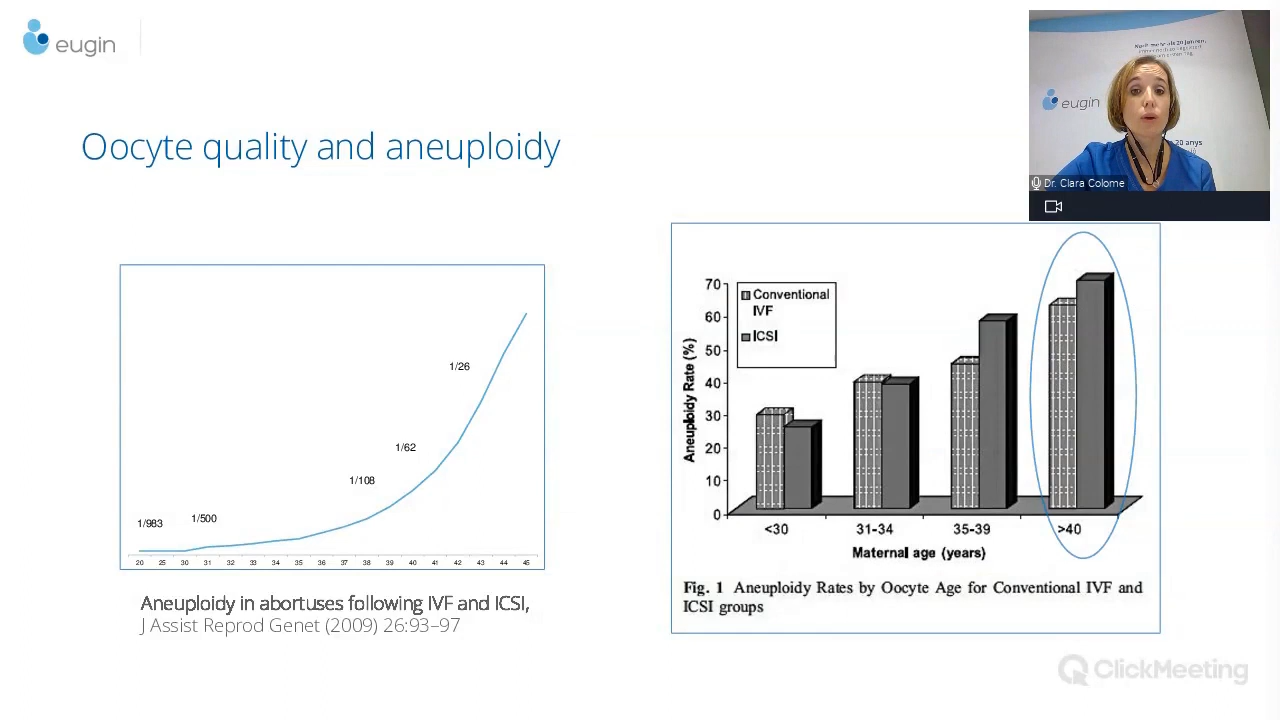 eugin
Oocyte quality and aneuploidy
eugin
20 anys
Dr. Clara Colome
1/983
1/500
1/108
1/62
1/26
20 25 30 31 32 33 34 35 36 37 38 39 40 41 42 43 44 45
Aneuploidy in abortuses following IVF and ICSI,
J Assist Reprod Genet (2009) 26:93–97
Aneuploidy Rate (%)
70
60
50
40
30
20
10
0
Conventional
IVF
ICSI
<30 31-34 35-39 >40
Maternal age (years)
Fig. 1 Aneuploidy Rates by Oocyte Age for Conventional IVF and
ICSI groups
ClickMeeting